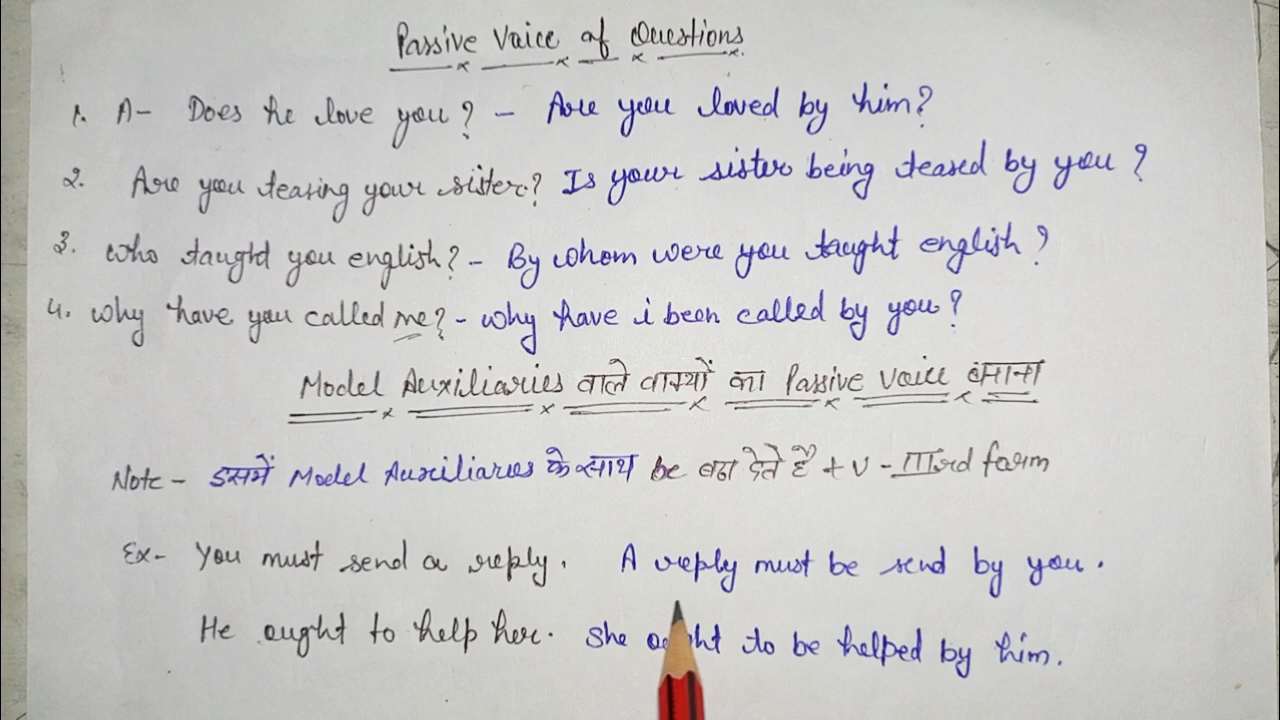 Passive Voice of Questions
1. A- Does he love you? - Are you loved by him?
2. Are you teasing your sister? Is your sister being teased by you?
3. Who taught you english? - By whom were you taught english?
4. Why have you called me? - Why have i been called by you?
Model Auxiliaries वाले वाक्यों का Passive Voice बनाना
Note - इसमें Model Auxiliaries के साथ be बढा देते है + V - IIIrd form
Ex- You must send a reply. A reply must be send by you.
He ought to help her. She ought to be helped by him.